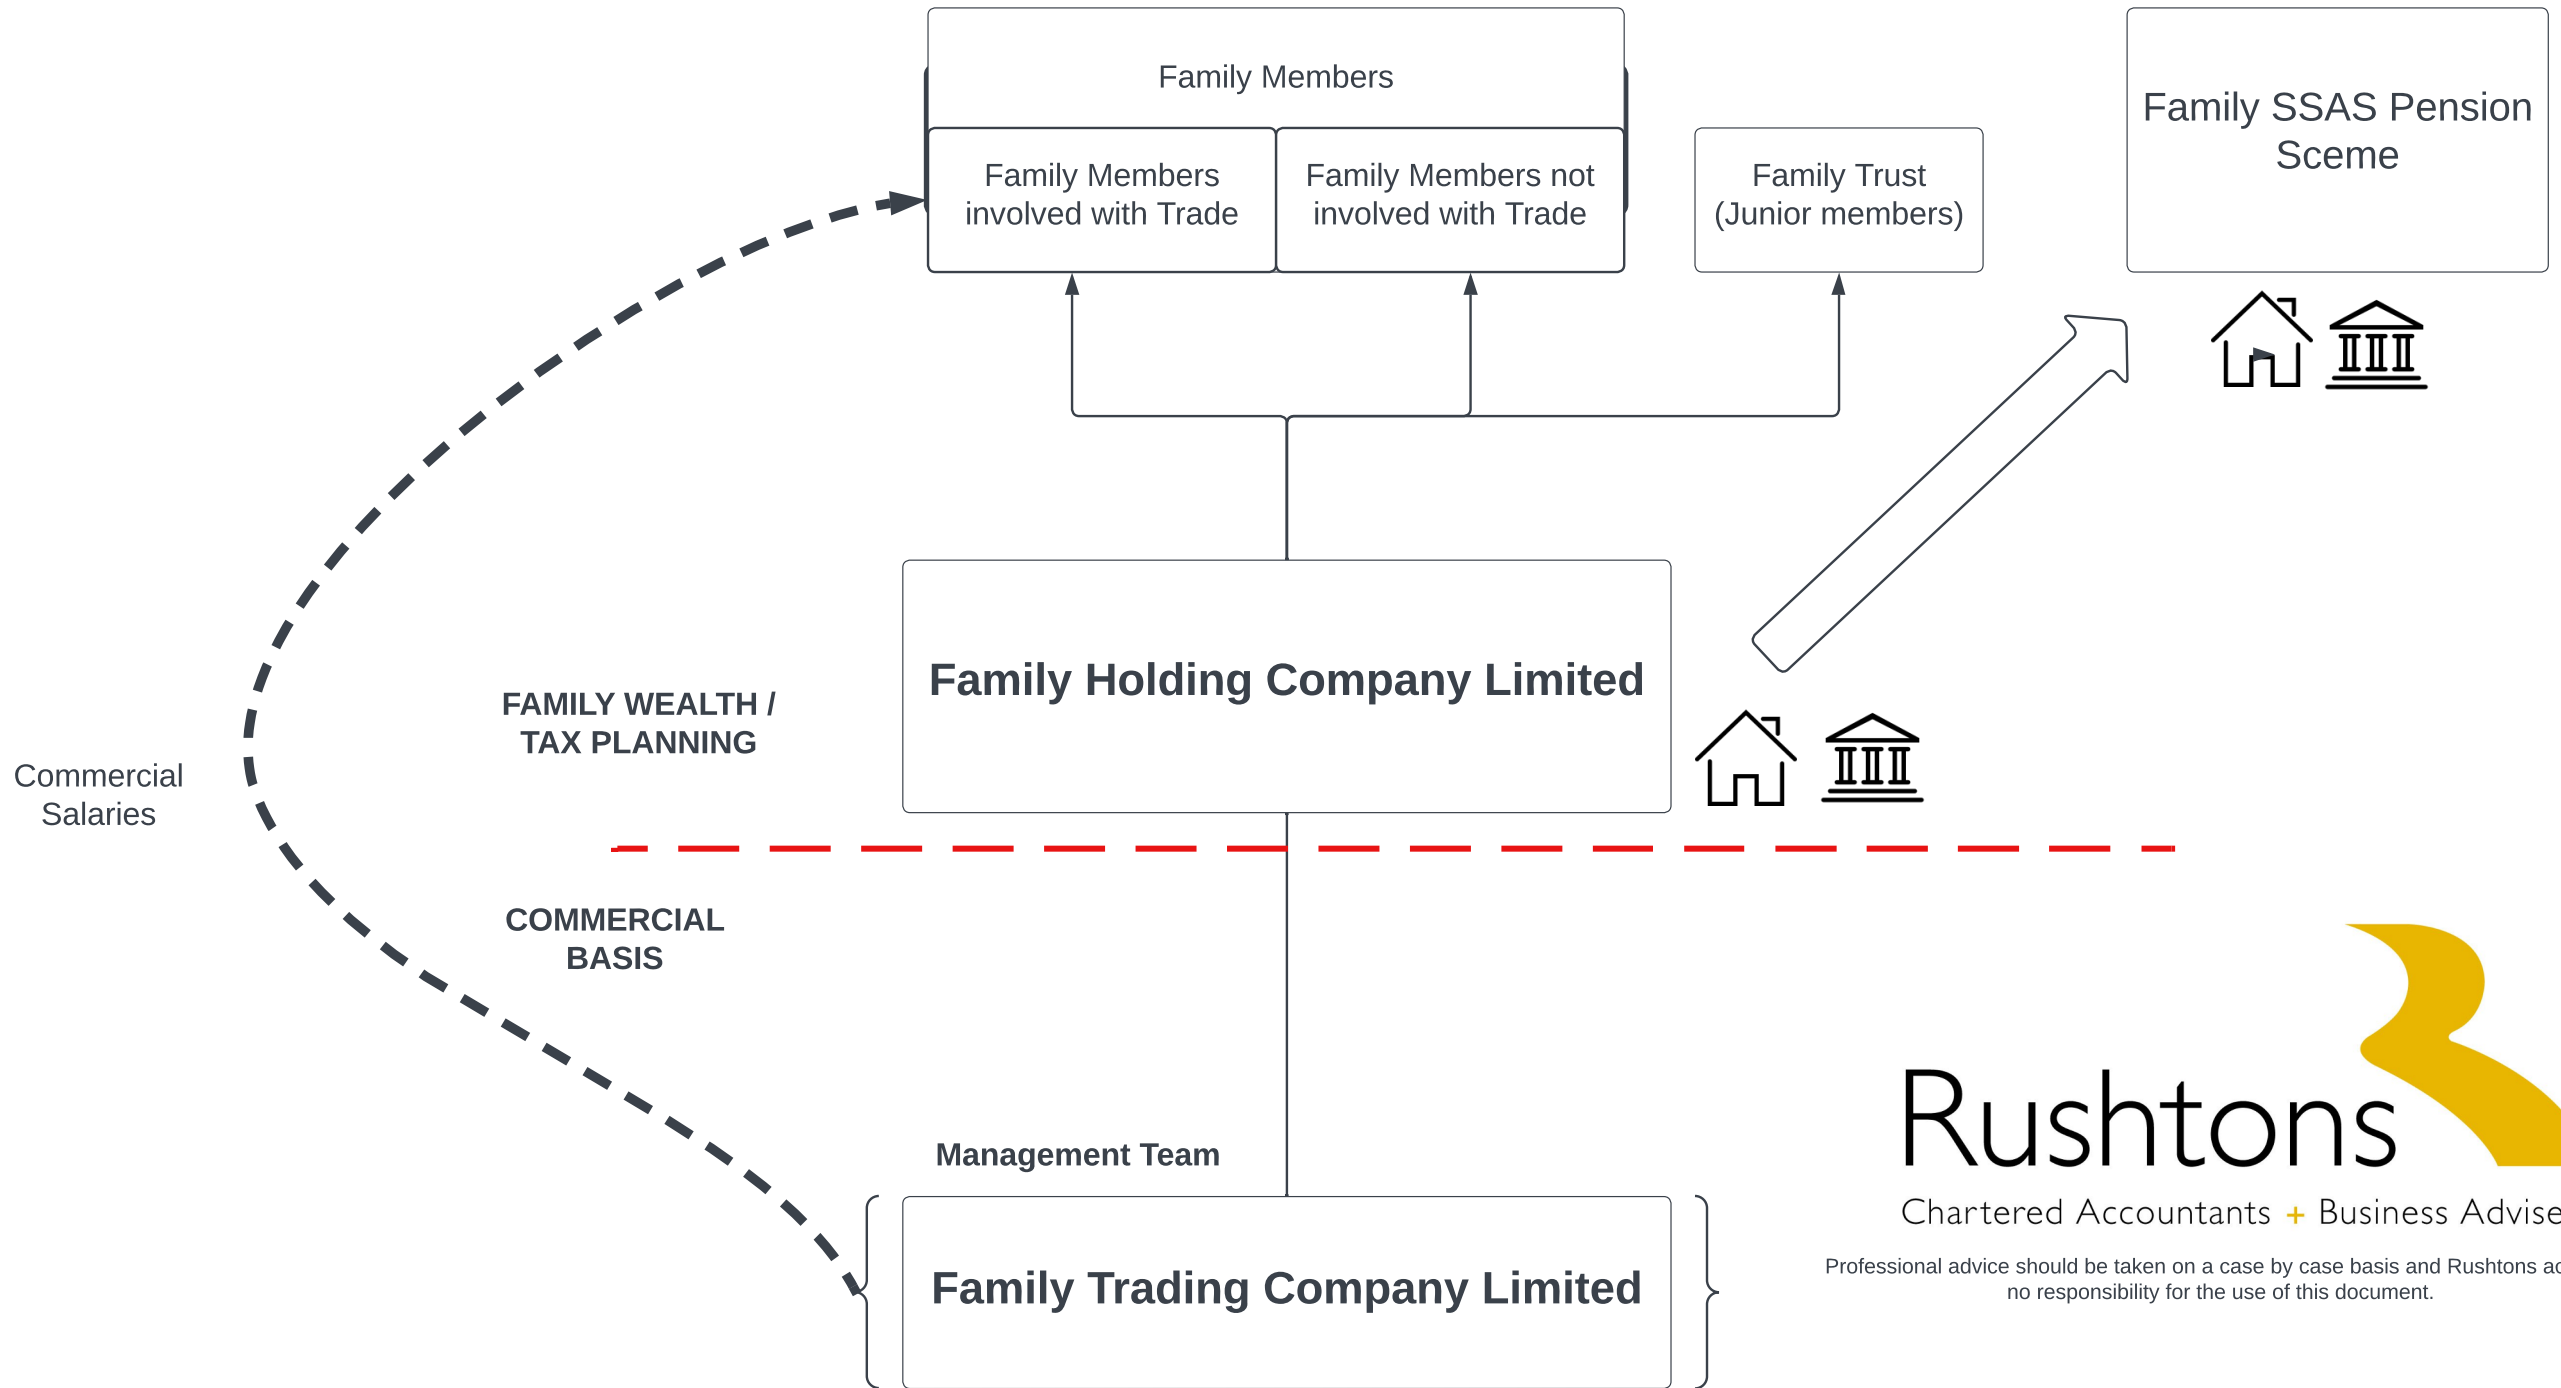 Family Members
Family Members
involved with Trade
Family Members not
involved with Trade
Family Trust
(Junior members)
Family SSAS Pension
Sceme
Family Holding Company Limited
FAMILY WEALTH /
TAX PLANNING
Commercial
Salaries
COMMERCIAL
BASIS
Management Team
Family Trading Company Limited
Rushtons
Chartered Accountants + Business Advise
Professional advice should be taken on a case by case basis and Rushtons ac
no responsibility for the use of this document.